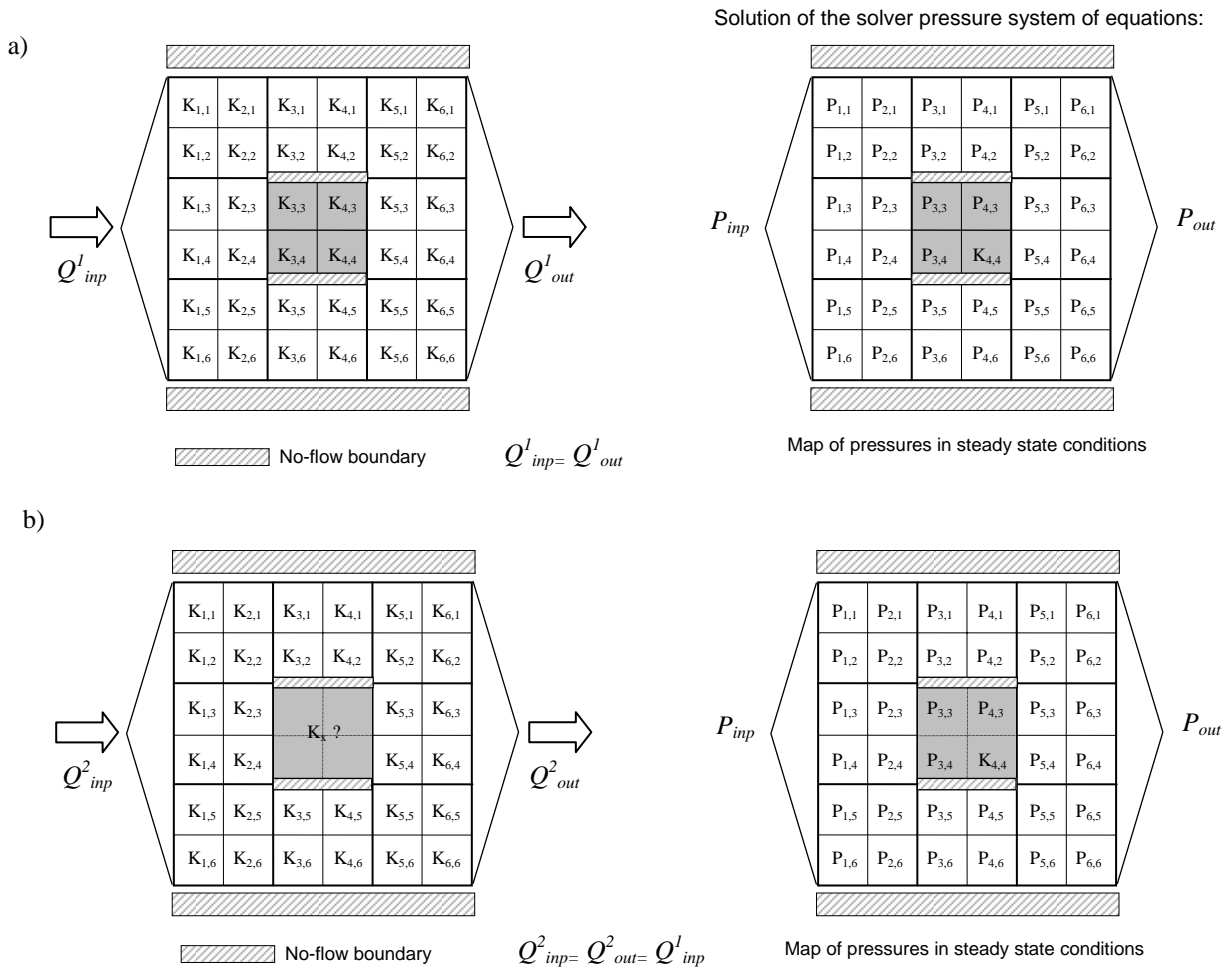 Solution of the solver pressure system of equations:
a)
K1,1 K2,1 K3,1 K4,1 K5,1 K6,1
K1,2 K2,2 K3,2 K4,2 K5,2 K6,2
K1,3 K2,3 K3,3 K4,3 K5,3 K6,3
K1,4 K2,4 K3,4 K4,4 K5,4 K6,4
K1,5 K2,5 K3,5 K4,5 K5,5 K6,5
K1,6 K2,6 K3,6 K4,6 K5,6 K6,6
Q1inp
Q1out
P1,1 P2,1 P3,1 P4,1 P5,1 P6,1
P1,2 P2,2 P3,2 P4,2 P5,2 P6,2
P1,3 P2,3 P3,3 P4,3 P5,3 P6,3
P1,4 P2,4 P3,4 K4,4 P5,4 P6,4
P1,5 P2,5 P3,5 P4,5 P5,5 P6,5
P1,6 P2,6 P3,6 P4,6 P5,6 P6,6
Pinp
Pout
No-flow boundary
Q1inp= Q1out
Map of pressures in steady state conditions
b)
K1,1 K2,1 K3,1 K4,1 K5,1 K6,1
K1,2 K2,2 K3,2 K4,2 K5,2 K6,2
K1,3 K2,3 K5,3 K6,3
Kx ?
K1,4 K2,4 K5,4 K6,4
K1,5 K2,5 K3,5 K4,5 K5,5 K6,5
K1,6 K2,6 K3,6 K4,6 K5,6 K6,6
Q2inp
Q2out
P1,1 P2,1 P3,1 P4,1 P5,1 P6,1
P1,2 P2,2 P3,2 P4,2 P5,2 P6,2
P1,3 P2,3 P3,3 P4,3 P5,3 P6,3
P1,4 P2,4 P3,4 K4,4 P5,4 P6,4
P1,5 P2,5 P3,5 P4,5 P5,5 P6,5
P1,6 P2,6 P3,6 P4,6 P5,6 P6,6
Pinp
Pout
No-flow boundary
Q2inp= Q2out= Q1inp
Map of pressures in steady state conditions